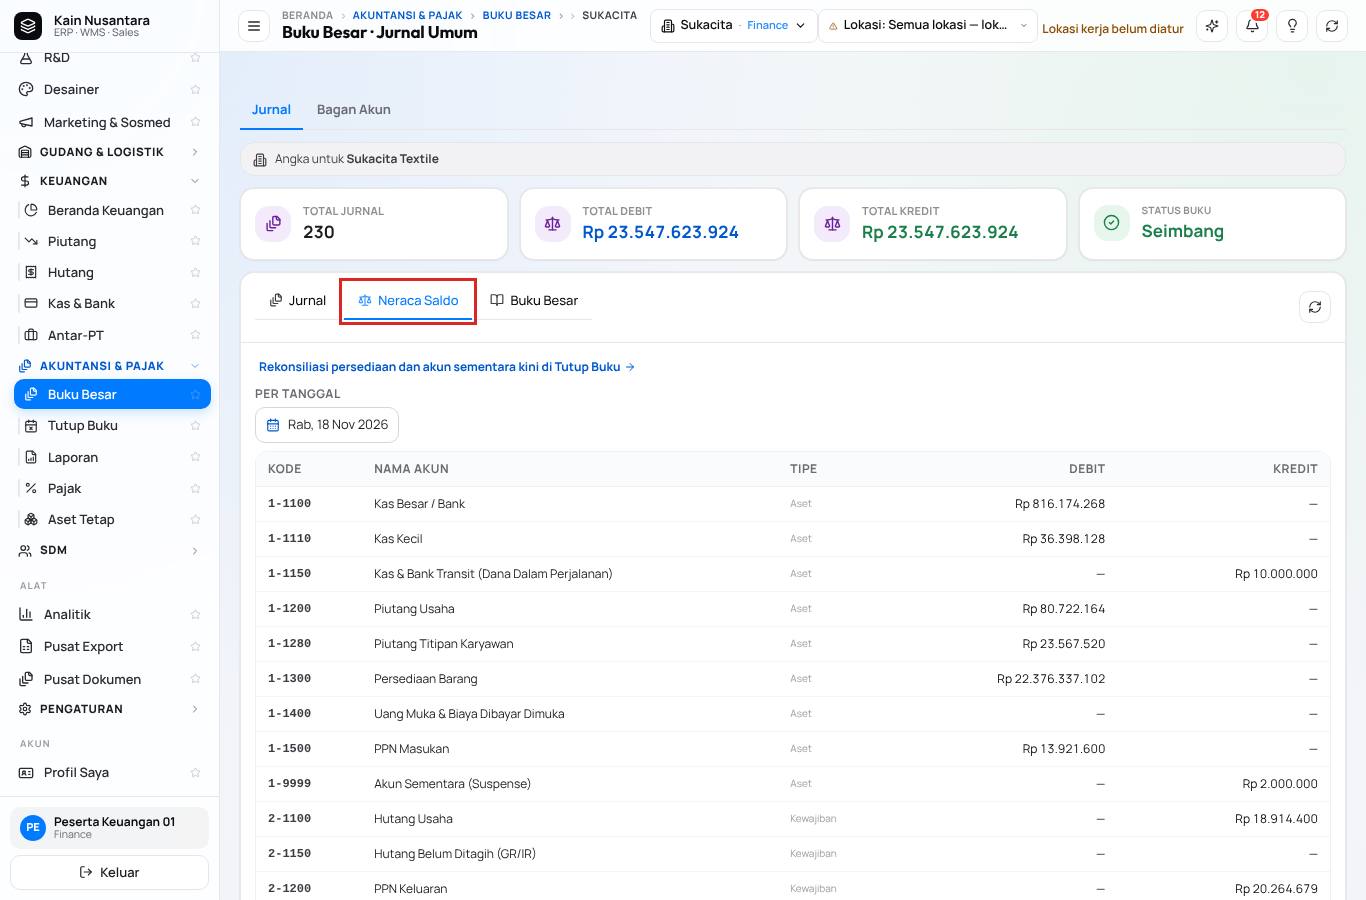 Kain Nusantara
ERP · WMS · Sales
R&D
Desainer
Marketing & Sosmed
GUDANG & LOGISTIK
KEUANGAN
Beranda Keuangan
Piutang
Hutang
Kas & Bank
Antar-PT
AKUNTANSI & PAJAK
Buku Besar
Tutup Buku
Laporan
Pajak
Aset Tetap
SDM
ALAT
Analitik
Pusat Export
Pusat Dokumen
PENGATURAN
AKUN
Profil Saya
PE
Peserta Keuangan 01
Finance
Keluar
BERANDA › AKUNTANSI & PAJAK › BUKU BESAR › › SUKACITA
Buku Besar · Jurnal Umum
Sukacita · Finance
Lokasi: Semua lokasi — lok...
Lokasi kerja belum diatur
12
Jurnal Bagan Akun
Angka untuk Sukacita Textile
TOTAL JURNAL
230
TOTAL DEBIT
Rp 23.547.623.924
TOTAL KREDIT
Rp 23.547.623.924
STATUS BUKU
Seimbang
Jurnal Neraca Saldo Buku Besar
Rekonsiliasi persediaan dan akun sementara kini di Tutup Buku →
PER TANGGAL
Rab, 18 Nov 2026
KODE NAMA AKUN TIPE DEBIT KREDIT
1-1100 Kas Besar / Bank Aset Rp 816.174.268 —
1-1110 Kas Kecil Aset Rp 36.398.128 —
1-1150 Kas & Bank Transit (Dana Dalam Perjalanan) Aset — Rp 10.000.000
1-1200 Piutang Usaha Aset Rp 80.722.164 —
1-1280 Piutang Titipan Karyawan Aset Rp 23.567.520 —
1-1300 Persediaan Barang Aset Rp 22.376.337.102 —
1-1400 Uang Muka & Biaya Dibayar Dimuka Aset — —
1-1500 PPN Masukan Aset Rp 13.921.600 —
1-9999 Akun Sementara (Suspense) Aset — Rp 2.000.000
2-1100 Hutang Usaha Kewajiban — Rp 18.914.400
2-1150 Hutang Belum Ditagih (GR/IR) Kewajiban — —
2-1200 PPN Keluaran Kewajiban — Rp 20.264.679